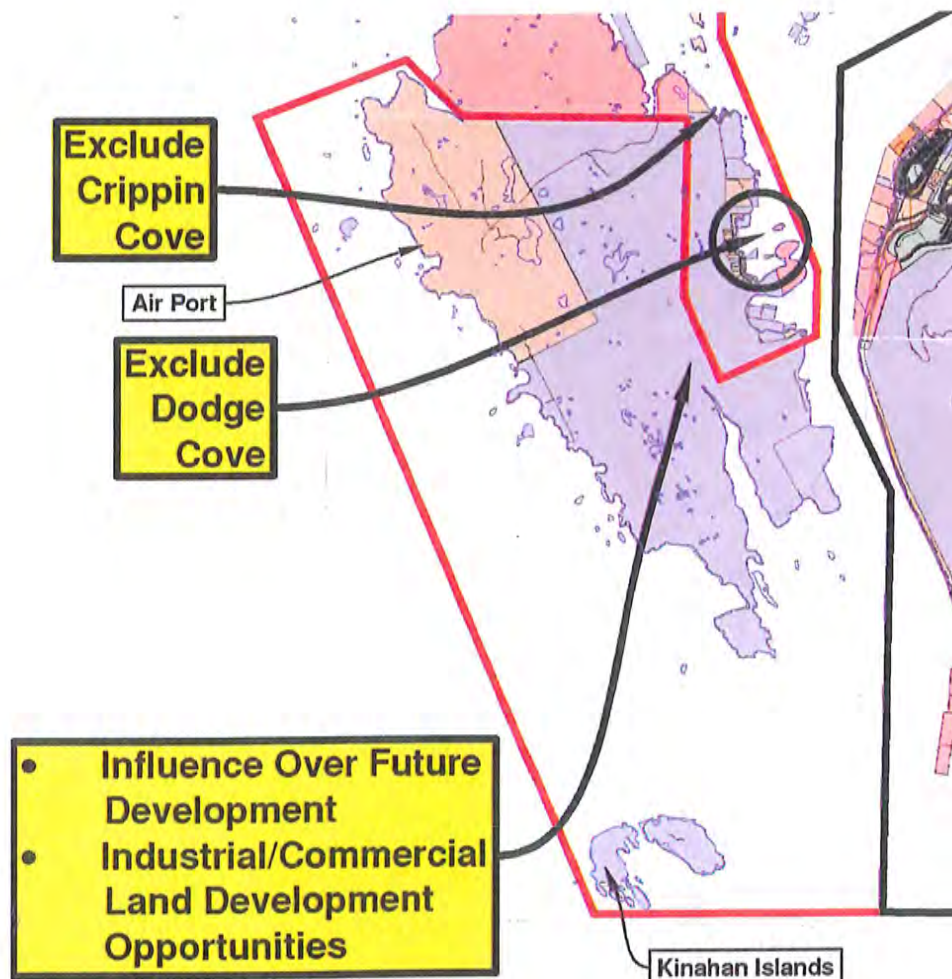 Exclude
Crippin
Cove
Air Port
Exclude
Dodge
Cove
• Influence Over Future
Development
• Industrial/Commercial
Land Development
Opportunities
Kinahan Islands